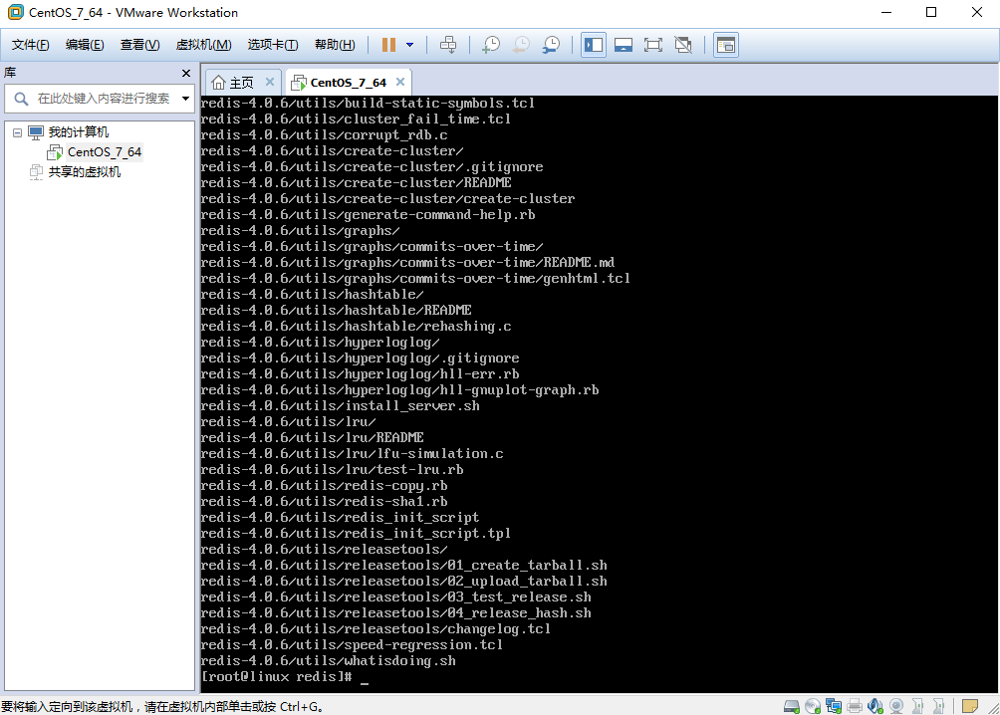 CentOS_7_64 - VMware Workstation
文件(F) 编辑(E) 查看(V) 虚拟机(M) 选项卡(T) 帮助(H)
库
在此处键入内容进行搜索
我的计算机
CentOS_7_64
共享的虚拟机
主页 CentOS_7_64
redis-4.0.6/utils/build-static-symbols.tcl
redis-4.0.6/utils/cluster_fail_time.tcl
redis-4.0.6/utils/corrupt_rdb.c
redis-4.0.6/utils/create-cluster/
redis-4.0.6/utils/create-cluster/.gitignore
redis-4.0.6/utils/create-cluster/README
redis-4.0.6/utils/create-cluster/create-cluster
redis-4.0.6/utils/generate-command-help.rb
redis-4.0.6/utils/graphs/
redis-4.0.6/utils/graphs/commits-over-time/
redis-4.0.6/utils/graphs/commits-over-time/README.md
redis-4.0.6/utils/graphs/commits-over-time/genhtml.tcl
redis-4.0.6/utils/hashtable/
redis-4.0.6/utils/hashtable/README
redis-4.0.6/utils/hashtable/rehashing.c
redis-4.0.6/utils/hyperloglog/
redis-4.0.6/utils/hyperloglog/.gitignore
redis-4.0.6/utils/hyperloglog/hll-err.rb
redis-4.0.6/utils/hyperloglog/hll-gnuplot-graph.rb
redis-4.0.6/utils/install_server.sh
redis-4.0.6/utils/lru/
redis-4.0.6/utils/lru/README
redis-4.0.6/utils/lru/lfu-simulation.c
redis-4.0.6/utils/lru/test-lru.rb
redis-4.0.6/utils/redis-copy.rb
redis-4.0.6/utils/redis-sha1.rb
redis-4.0.6/utils/redis_init_script
redis-4.0.6/utils/redis_init_script.tpl
redis-4.0.6/utils/releasetools/
redis-4.0.6/utils/releasetools/01_create_tarball.sh
redis-4.0.6/utils/releasetools/02_upload_tarball.sh
redis-4.0.6/utils/releasetools/03_test_release.sh
redis-4.0.6/utils/releasetools/04_release_hash.sh
redis-4.0.6/utils/releasetools/changelog.tcl
redis-4.0.6/utils/speed-regression.tcl
redis-4.0.6/utils/whatisdoing.sh
[root@linux redis]# _
要将输入定向到该虚拟机，请在虚拟机内部单击或按 Ctrl+G。